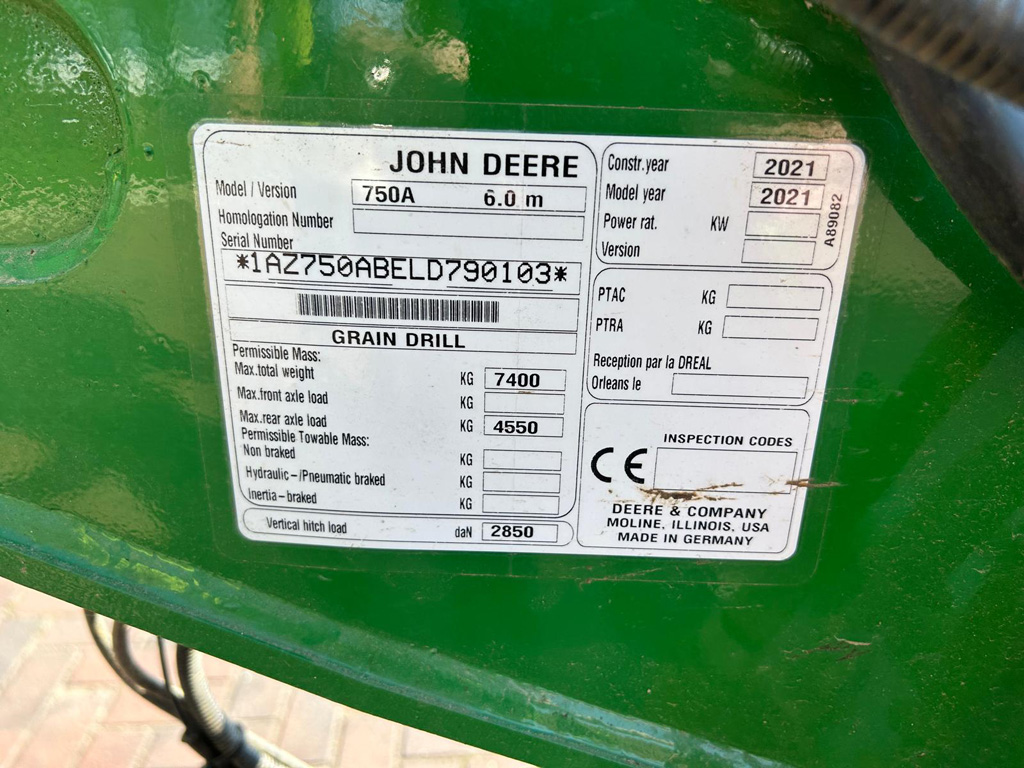 JOHN DEERE
Model / Version 750A 6.0 m
Homologation Number
Serial Number
*1AZ750ABELD790103*
GRAIN DRILL
Permissible Mass:
Max.total weight KG 7400
Max.front axle load KG
Max.rear axle load KG 4550
Permissible Towable Mass:
Non braked KG
Hydraulic-/Pneumatic braked KG
Inertia-braked KG
Vertical hitch load daN 2850
Constr.year 2021
Model year 2021
Power rat. KW
Version
A89082
PTAC KG
PTRA KG
Reception par la DREAL
Orleans le
INSPECTION CODES
CE
DEERE & COMPANY
MOLINE, ILLINOIS, USA
MADE IN GERMANY